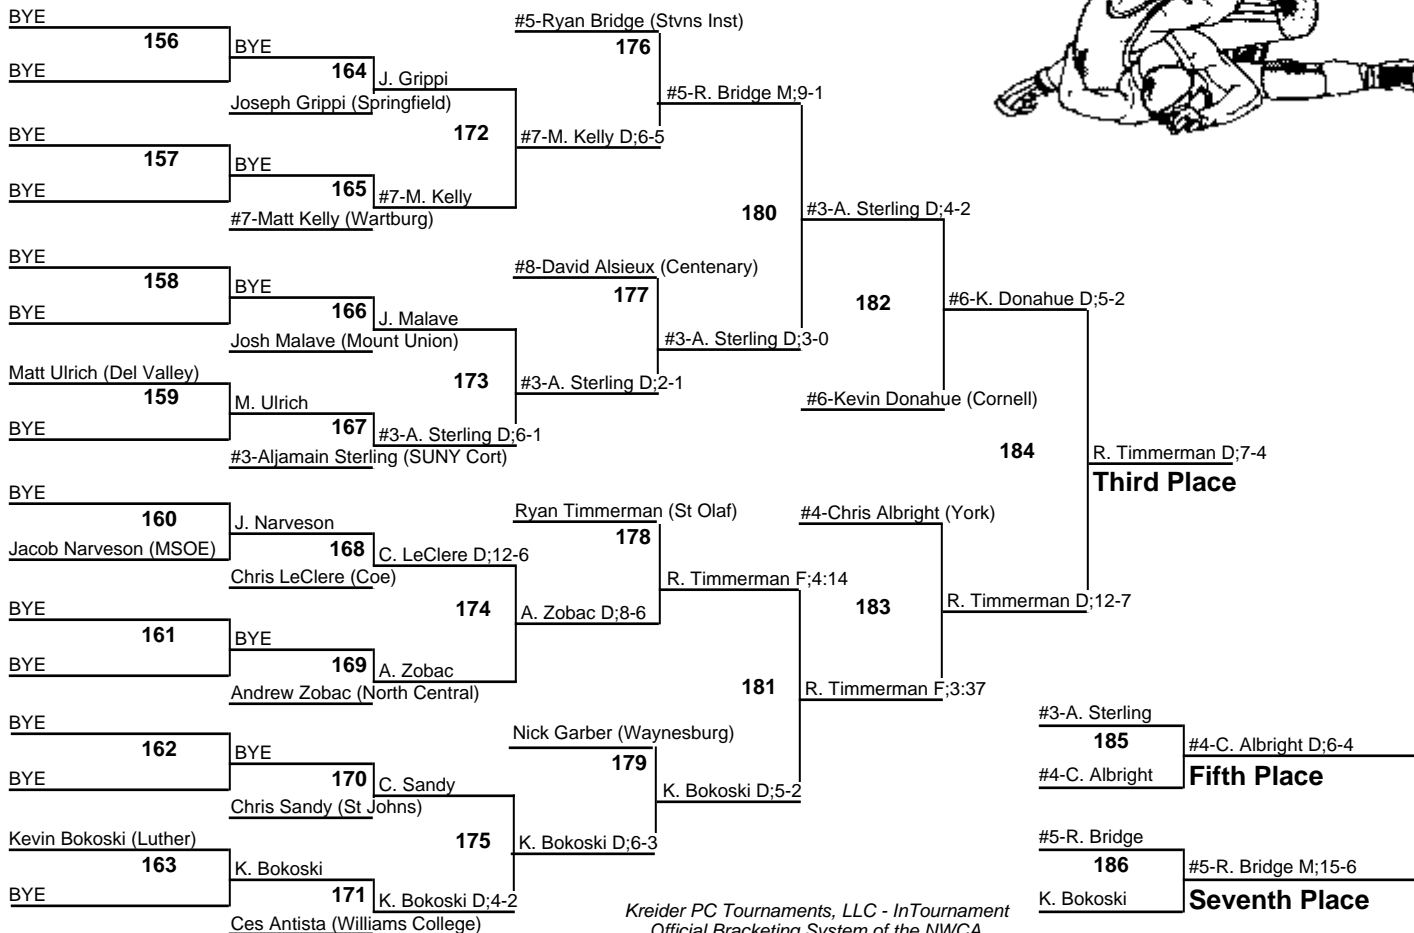 BYE
156
BYE
BYE
164
J. Grippi
Joseph Grippi (Springfield)
172
BYE
157
BYE
BYE
165
#7-M. Kelly
#7-Matt Kelly (Wartburg)
#5-Ryan Bridge (Stvns Inst)
176
#7-M. Kelly D;6-5
#5-R. Bridge M;9-1
180
BYE
158
BYE
BYE
166
J. Malave
Josh Malave (Mount Union)
173
Matt Ulrich (Del Valley)
159
BYE
M. Ulrich
167
#3-A. Sterling D;6-1
#3-Aljamain Sterling (SUNY Cort)
#8-David Alsieux (Centenary)
177
#3-A. Sterling D;2-1
#3-A. Sterling D;3-0
#3-A. Sterling D;4-2
182
#6-Kevin Donahue (Cornell)
#6-K. Donahue D;5-2
184
R. Timmerman D;7-4
Third Place
BYE
160
Jacob Narveson (MSOE)
J. Narveson
168
C. LeClere D;12-6
Chris LeClere (Coe)
174
BYE
161
BYE
BYE
169
A. Zobac
Andrew Zobac (North Central)
Ryan Timmerman (St Olaf)
178
A. Zobac D;8-6
R. Timmerman F;4:14
181
#4-Chris Albright (York)
183
R. Timmerman F;3:37
R. Timmerman D;12-7
BYE
162
BYE
BYE
170
C. Sandy
Chris Sandy (St Johns)
175
Kevin Bokoski (Luther)
163
BYE
K. Bokoski
171
K. Bokoski D;4-2
Ces Antista (Williams College)
Nick Garber (Waynesburg)
179
K. Bokoski D;6-3
K. Bokoski D;5-2
#3-A. Sterling
185
#4-C. Albright
#4-C. Albright D;6-4
Fifth Place
#5-R. Bridge
186
K. Bokoski
#5-R. Bridge M;15-6
Seventh Place
Kreider PC Tournaments, LLC - InTournament
Official Bracketing System of the NWCA